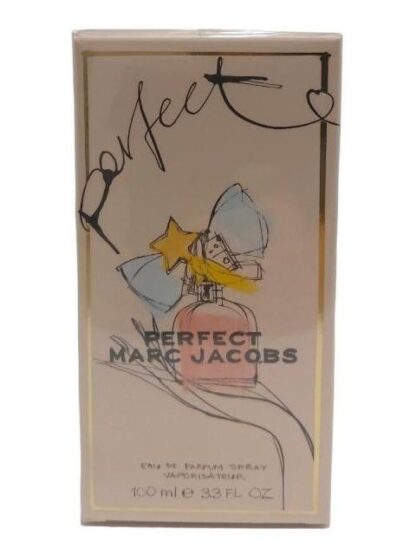 Perfect
PERFECT
MARC JACOBS
EAU DE PARFUM SPRAY
VAPORISATEUR
100 ml e 3.3 FL OZ